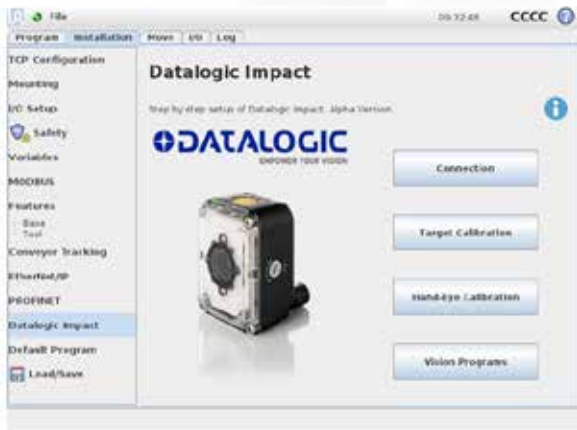 File
09:32:48 CCCC ?
Program Installation Move I/O Log
TCP Configuration
Mounting
I/O Setup
Safety
Variables
MODBUS
Features
Base
Tool
Conveyor Tracking
EtherNet/IP
PROFINET
Datalogic Impact
Default Program
Load/Save
Datalogic Impact
Step by step setup of Datalogic Impact. Alpha Version.
i
DATALOGIC
EMPOWER YOUR VISION
Connection
Target Calibration
Hand-eye Calibration
Vision Programs